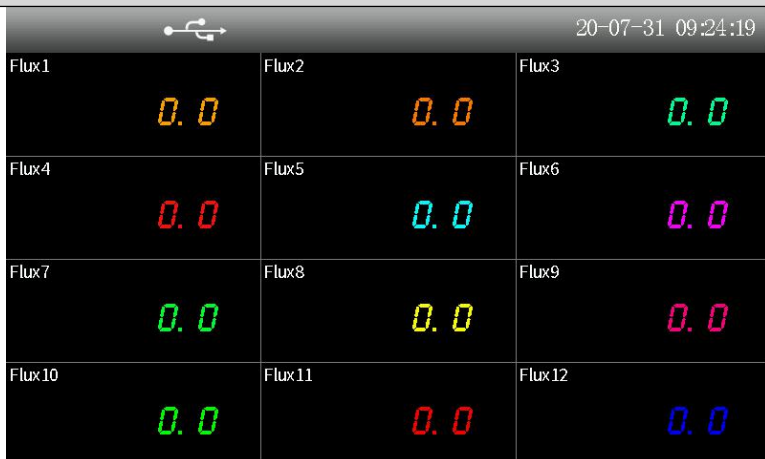 20-07-31 09:24:19
Flux1 Flux2 Flux3
0.0 0.0 0.0
Flux4 Flux5 Flux6
0.0 0.0 0.0
Flux7 Flux8 Flux9
0.0 0.0 0.0
Flux10 Flux11 Flux12
0.0 0.0 0.0